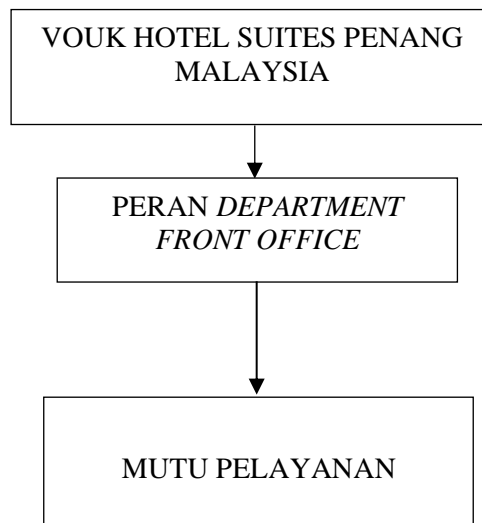 VOUK HOTEL SUITES PENANG
MALAYSIA
PERAN DEPARTMENT
FRONT OFFICE
MUTU PELAYANAN